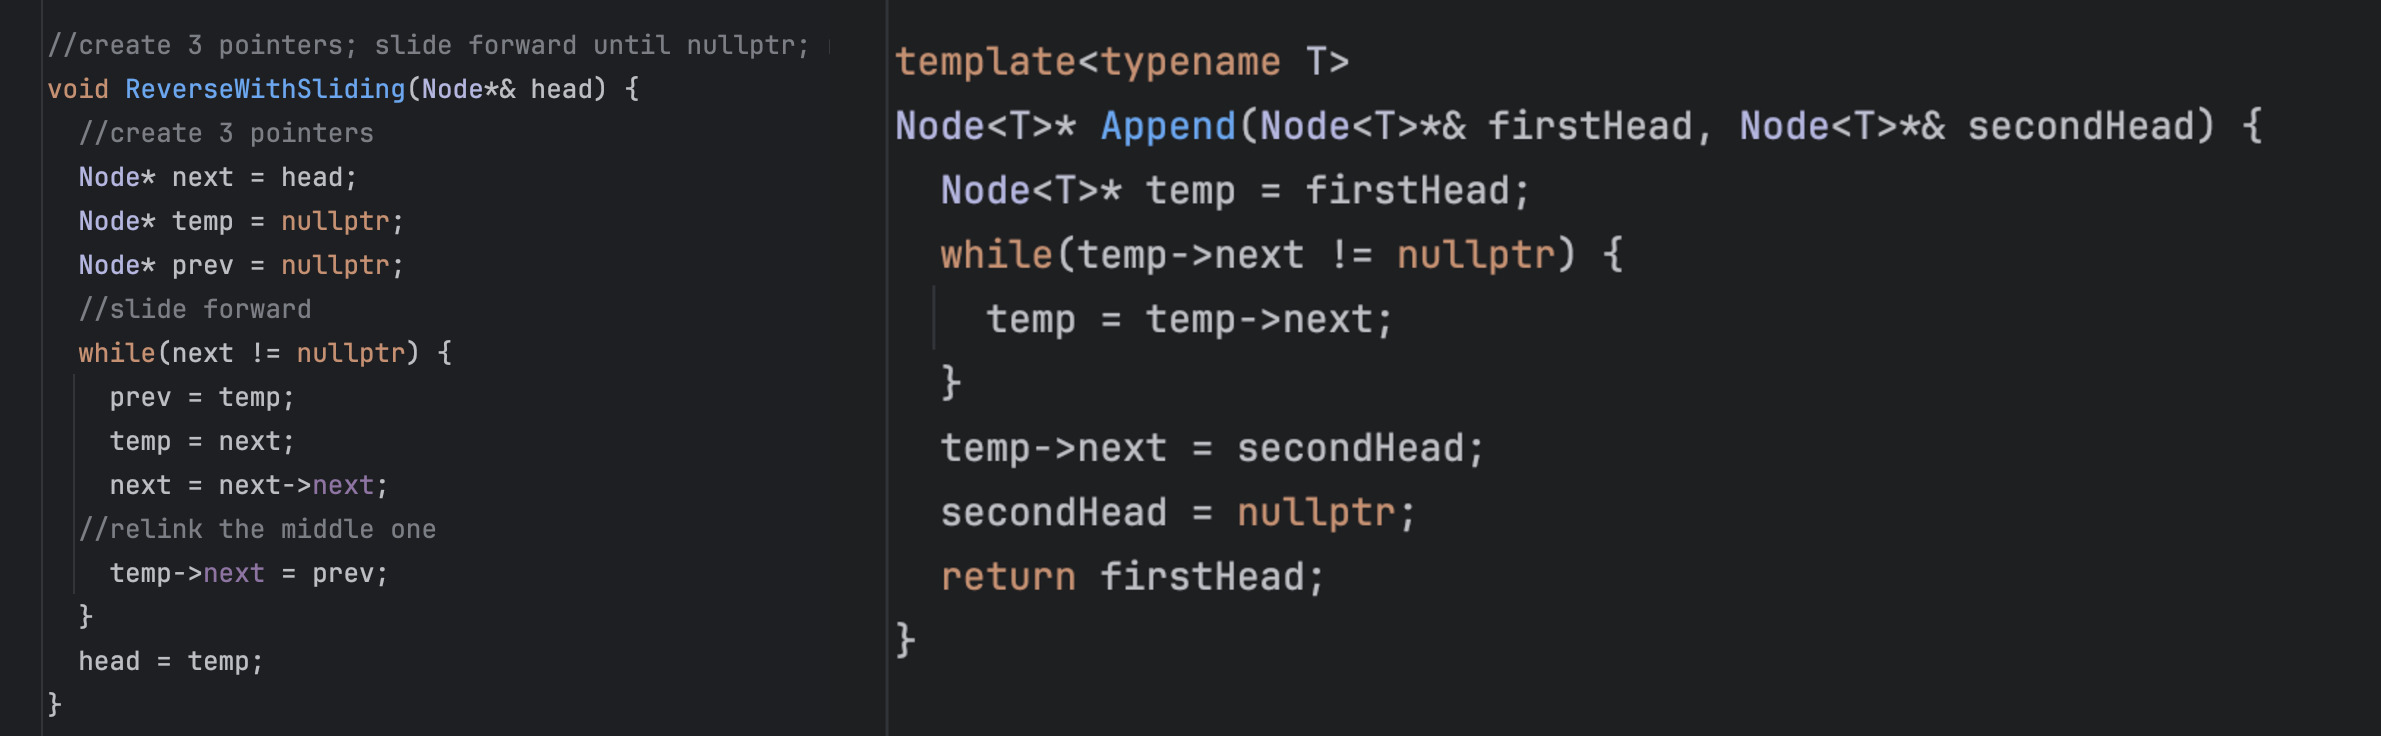 //create 3 pointers; slide forward until nullptr;
void ReverseWithSliding(Node*& head) {
  //create 3 pointers
  Node* next = head;
  Node* temp = nullptr;
  Node* prev = nullptr;
  //slide forward
  while(next != nullptr) {
    prev = temp;
    temp = next;
    next = next->next;
  //relink the middle one
    temp->next = prev;
  }
  head = temp;
}
template<typename T>
Node<T>* Append(Node<T>*& firstHead, Node<T>*& secondHead) {
  Node<T>* temp = firstHead;
  while(temp->next != nullptr) {
    temp = temp->next;
  }
  temp->next = secondHead;
  secondHead = nullptr;
  return firstHead;
}